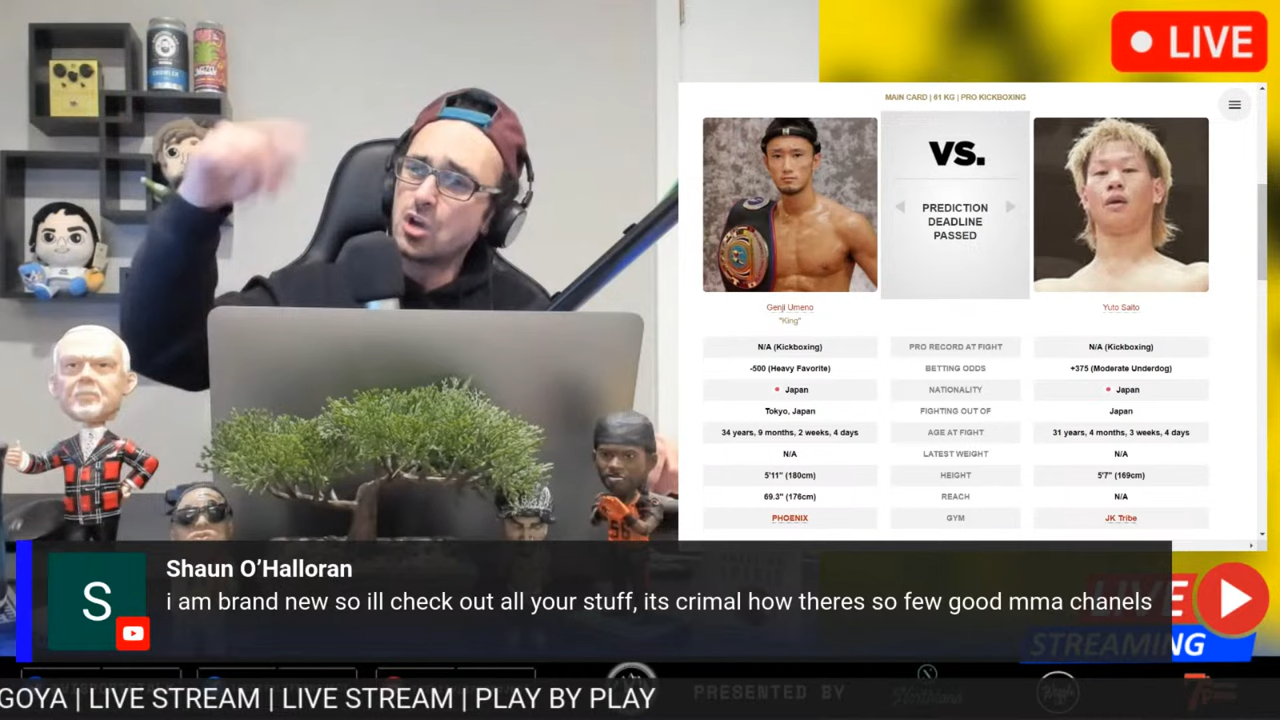 LIVE
MAIN CARD | 61 KG | PRO KICKBOXING
VS.
PREDICTION
DEADLINE
PASSED
Genji Umeno
"King"
Yuto Saito
N/A (Kickboxing) PRO RECORD AT FIGHT N/A (Kickboxing)
-500 (Heavy Favorite) BETTING ODDS +375 (Moderate Underdog)
Japan NATIONALITY Japan
Tokyo, Japan FIGHTING OUT OF Japan
34 years, 9 months, 2 weeks, 4 days AGE AT FIGHT 31 years, 4 months, 3 weeks, 4 days
N/A LATEST WEIGHT N/A
5'11" (180cm) HEIGHT 5'7" (169cm)
69.3" (176cm) REACH N/A
PHOENIX GYM JK Tribe
S
Shaun O'Halloran
i am brand new so ill check out all your stuff, its crimal how theres so few good mma chanels
LIVE
STREAMING
PRESENTED BY
Northland
GOYA | LIVE STREAM | LIVE STREAM | PLAY BY PLAY